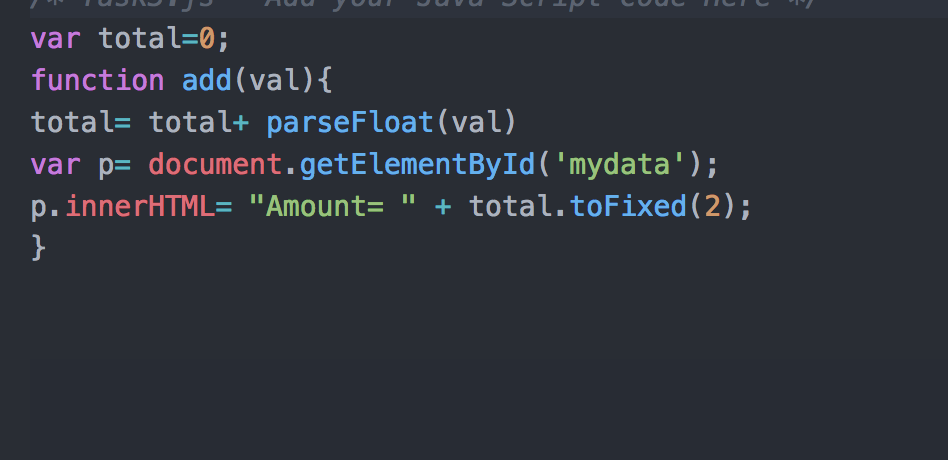 /* Task3.js - Add your Java Script code here */
var total=0;
function add(val){
total= total+ parseFloat(val)
var p= document.getElementById('mydata');
p.innerHTML= "Amount= " + total.toFixed(2);
}